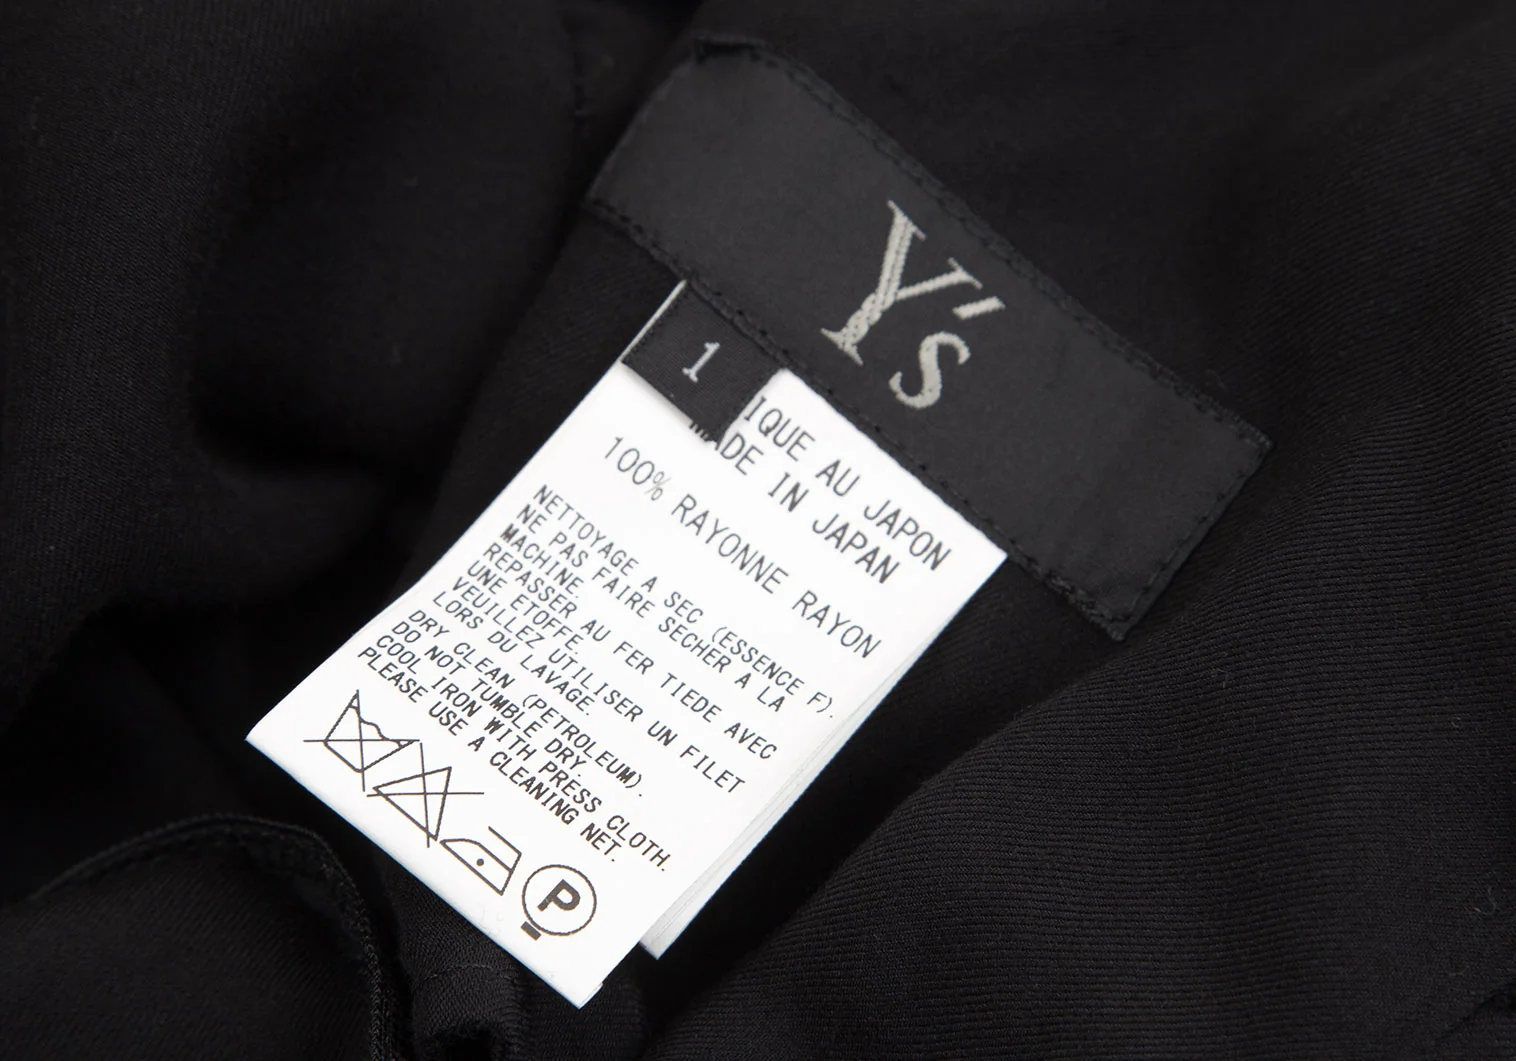 Y's
1
IQUE AU JAPON
ADE IN JAPAN
100% RAYONNE RAYON
NETTOYAGE A SEC (ESSENCE F).
NE PAS FAIRE SECHER A LA
MACHINE.
REPASSER AU FER TIEDE AVEC
UNE ETOFFE.
VEUILLEZ UTILISER UN FILET
LORS DU LAVAGE.
DRY CLEAN (PETROLEUM).
DO NOT TUMBLE DRY.
COOL IRON WITH PRESS CLOTH.
PLEASE USE A CLEANING NET.
P